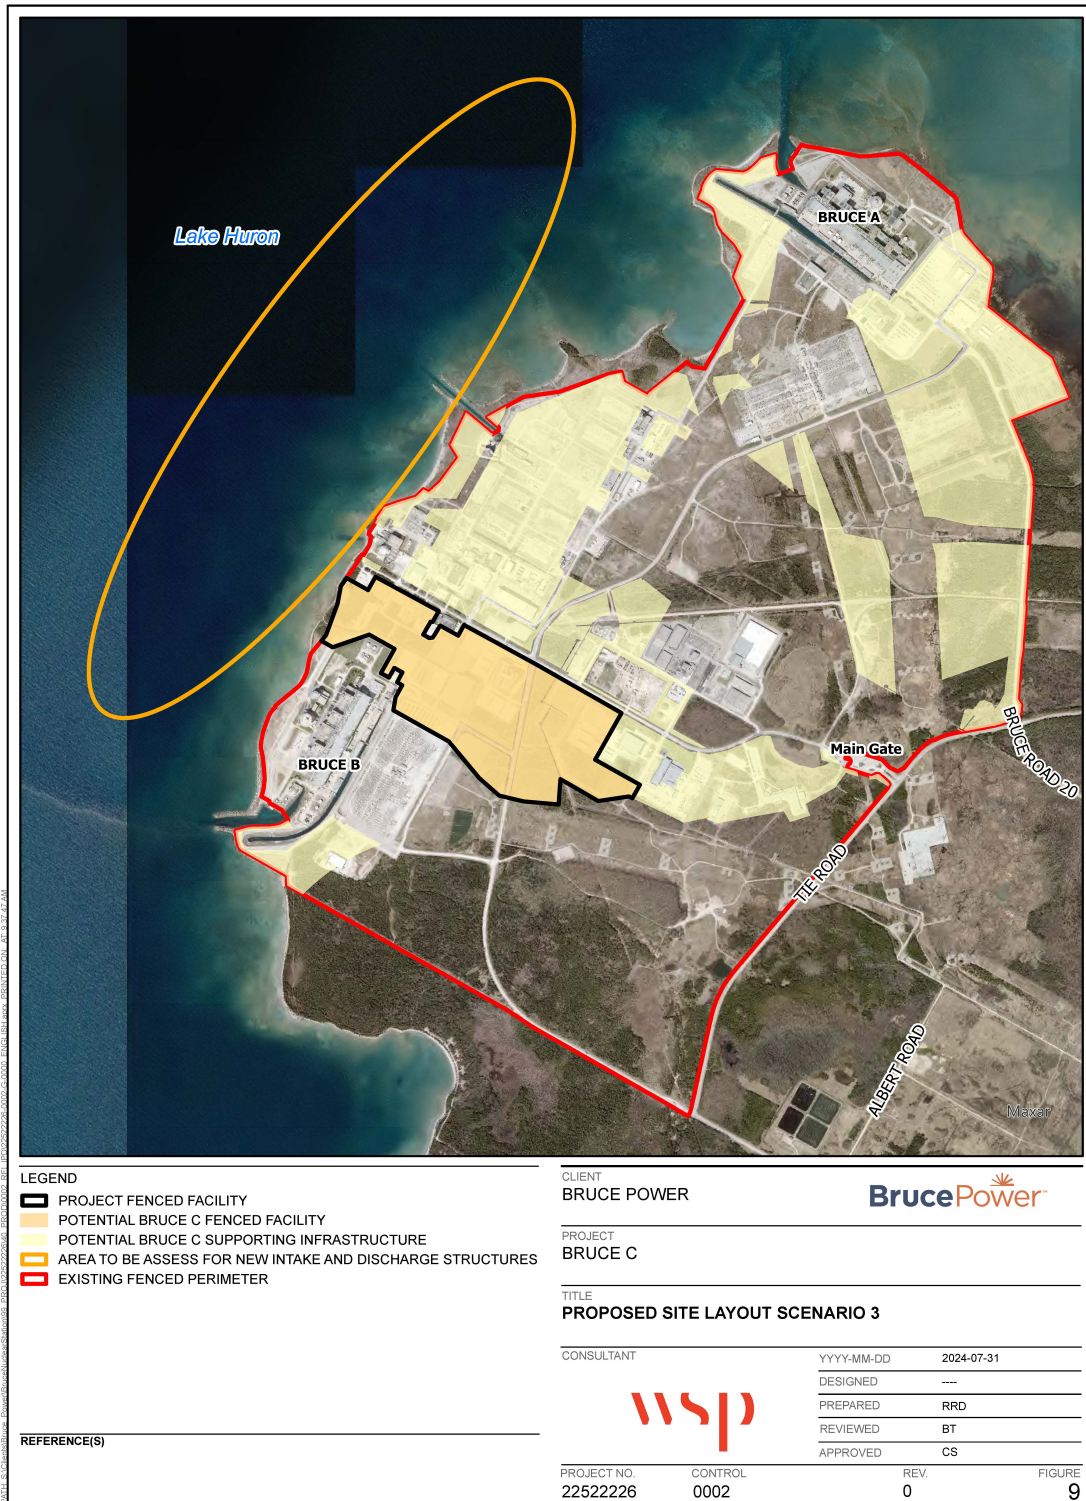 Lake Huron
BRUCE A
BRUCE B
Main Gate
BRUCE ROAD 20
TIE ROAD
ALBERT ROAD
Maxar
LEGEND
PROJECT FENCED FACILITY
POTENTIAL BRUCE C FENCED FACILITY
POTENTIAL BRUCE C SUPPORTING INFRASTRUCTURE
AREA TO BE ASSESS FOR NEW INTAKE AND DISCHARGE STRUCTURES
EXISTING FENCED PERIMETER
REFERENCE(S)
CLIENT
BRUCE POWER
BrucePower™
PROJECT
BRUCE C
TITLE
PROPOSED SITE LAYOUT SCENARIO 3
CONSULTANT
wsp
YYYY-MM-DD 2024-07-31
DESIGNED ----
PREPARED RRD
REVIEWED BT
APPROVED CS
PROJECT NO. CONTROL REV. FIGURE
22522226 0002 0 9